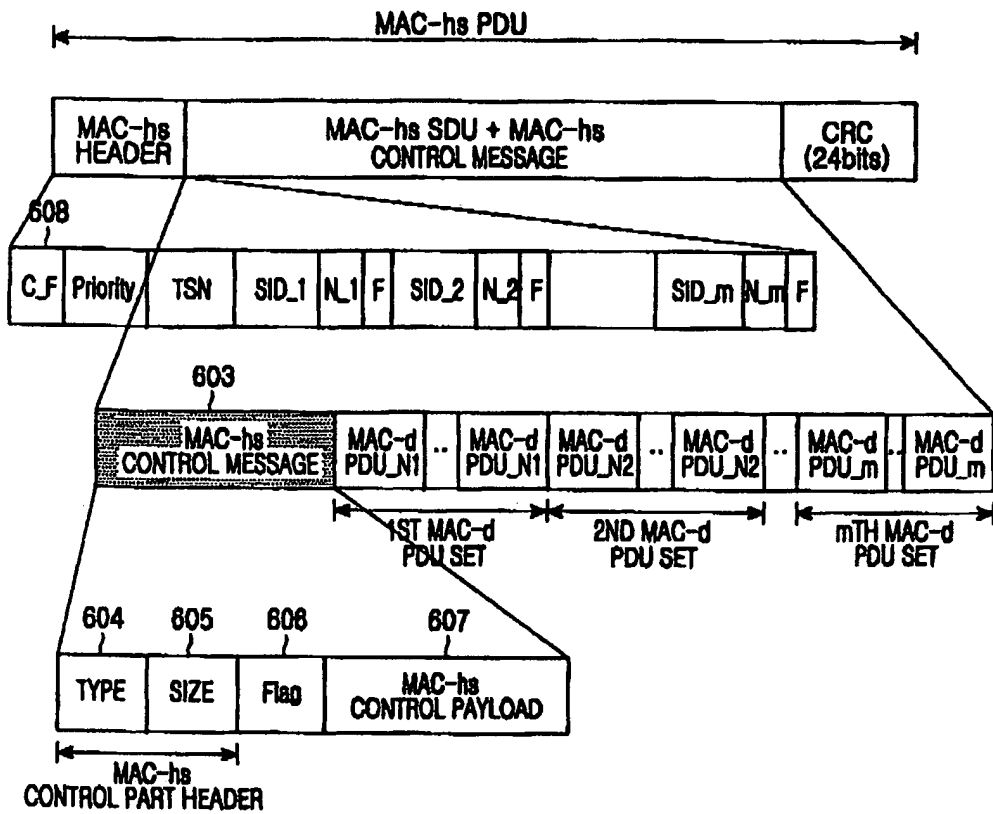 MAC-hs PDU
MAC-hs
HEADER
MAC-hs SDU + MAC-hs
CONTROL MESSAGE
CRC
(24bits)
608
C_F
Priority
TSN
SID_1
N_1
F
SID_2
N_2
F
SID_m
N_m
F
603
MAC-hs
CONTROL MESSAGE
MAC-d
PDU_N1
..
MAC-d
PDU_N1
MAC-d
PDU_N2
..
MAC-d
PDU_N2
..
MAC-d
PDU_m
..
MAC-d
PDU_m
1ST MAC-d
PDU SET
2ND MAC-d
PDU SET
mTH MAC-d
PDU SET
604
605
606
607
TYPE
SIZE
Flag
MAC-hs
CONTROL PAYLOAD
MAC-hs
CONTROL PART HEADER